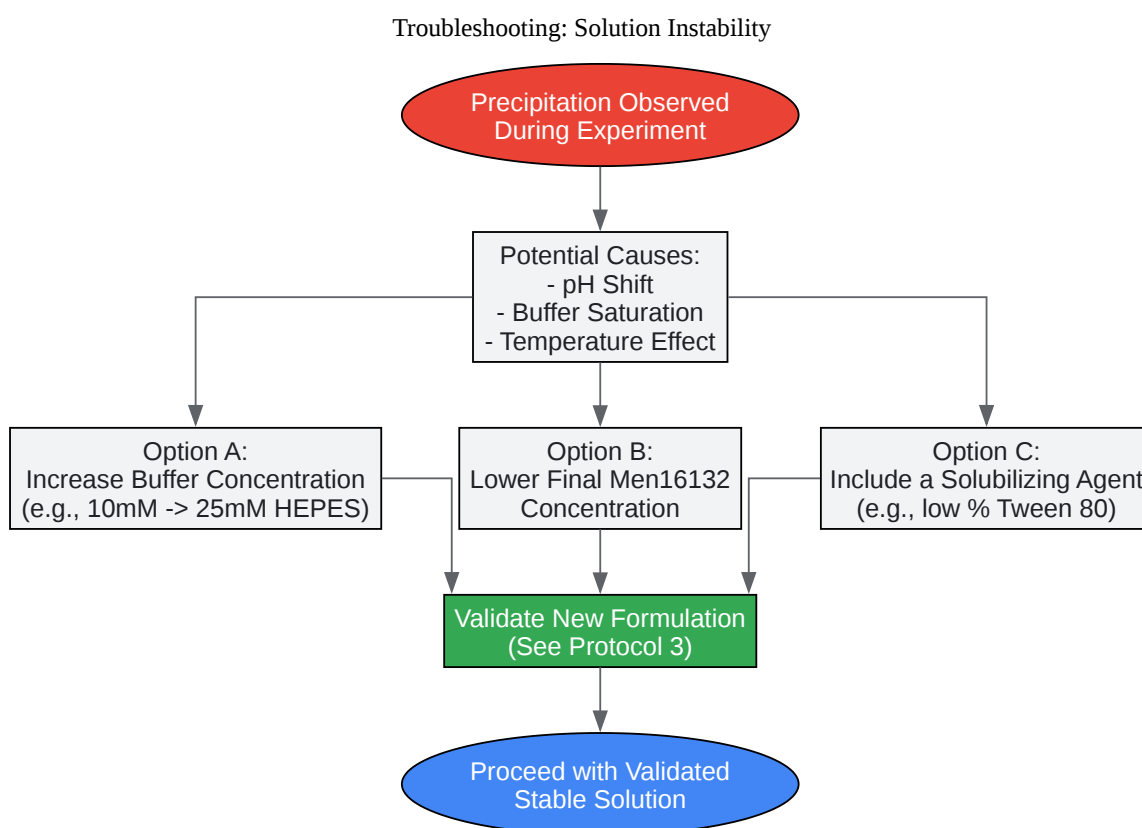 Troubleshooting: Solution Instability
Precipitation Observed
During Experiment
Potential Causes:
- pH Shift
- Buffer Saturation
- Temperature Effect
Option A:
Increase Buffer Concentration
(e.g., 10mM -> 25mM HEPES)
Option B:
Lower Final Men16132
Concentration
Option C:
Include a Solubilizing Agent
(e.g., low % Tween 80)
Validate New Formulation
(See Protocol 3)
Proceed with Validated
Stable Solution